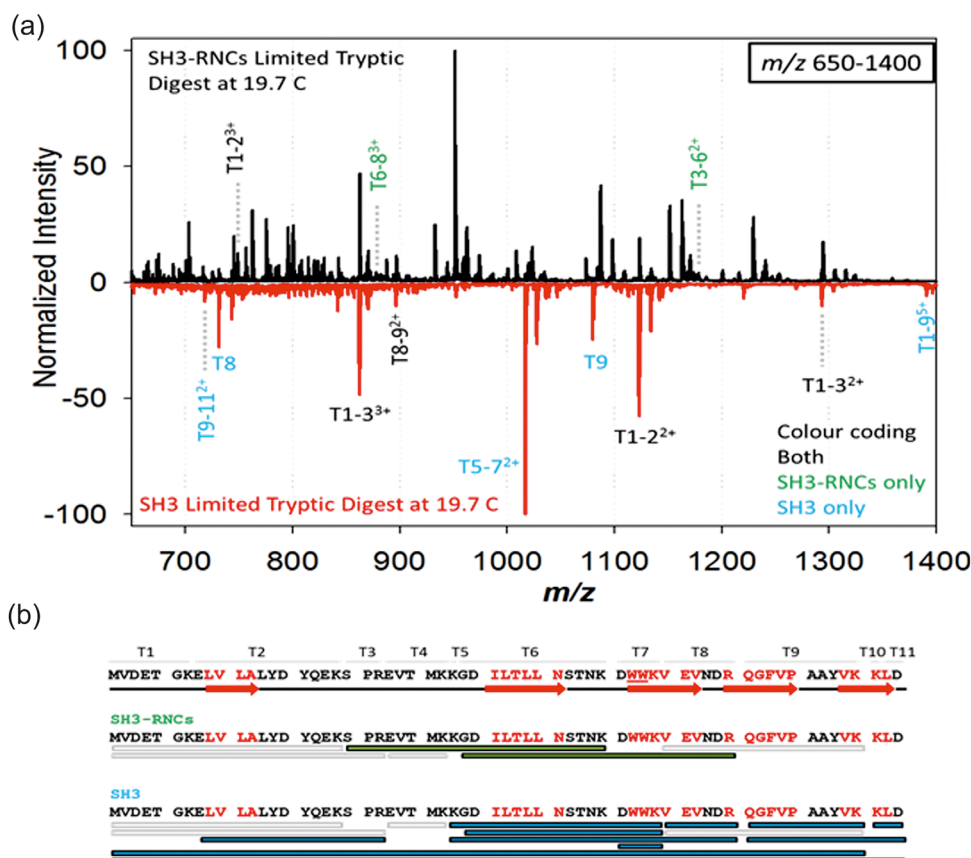 (a)
SH3-RNCs Limited Tryptic
Digest at 19.7 C
m/z 650-1400
100
50
0
-50
-100
Normalized Intensity
T1-2³⁺
T6-8³⁺
T3-6²⁺
T9-11²⁺
T8
T1-3³⁺
T8-9²⁺
T5-7²⁺
T9
T1-2²⁺
T1-3²⁺
T1-9⁵⁺
Colour coding
Both
SH3-RNCs only
SH3 only
SH3 Limited Tryptic Digest at 19.7 C
700 800 900 1000 1100 1200 1300 1400
m/z
(b)
T1 T2 T3 T4 T5 T6 T7 T8 T9 T10 T11
MVDET GKELV LALYD YQEKS PREVT MKKGD ILTLL NSTNK DWWKV EVNDR QGFVP AAYVK KLD
SH3-RNCs
MVDET GKELV LALYD YQEKS PREVT MKKGD ILTLL NSTNK DWWKV EVNDR QGFVP AAYVK KLD
SH3
MVDET GKELV LALYD YQEKS PREVT MKKGD ILTLL NSTNK DWWKV EVNDR QGFVP AAYVK KLD